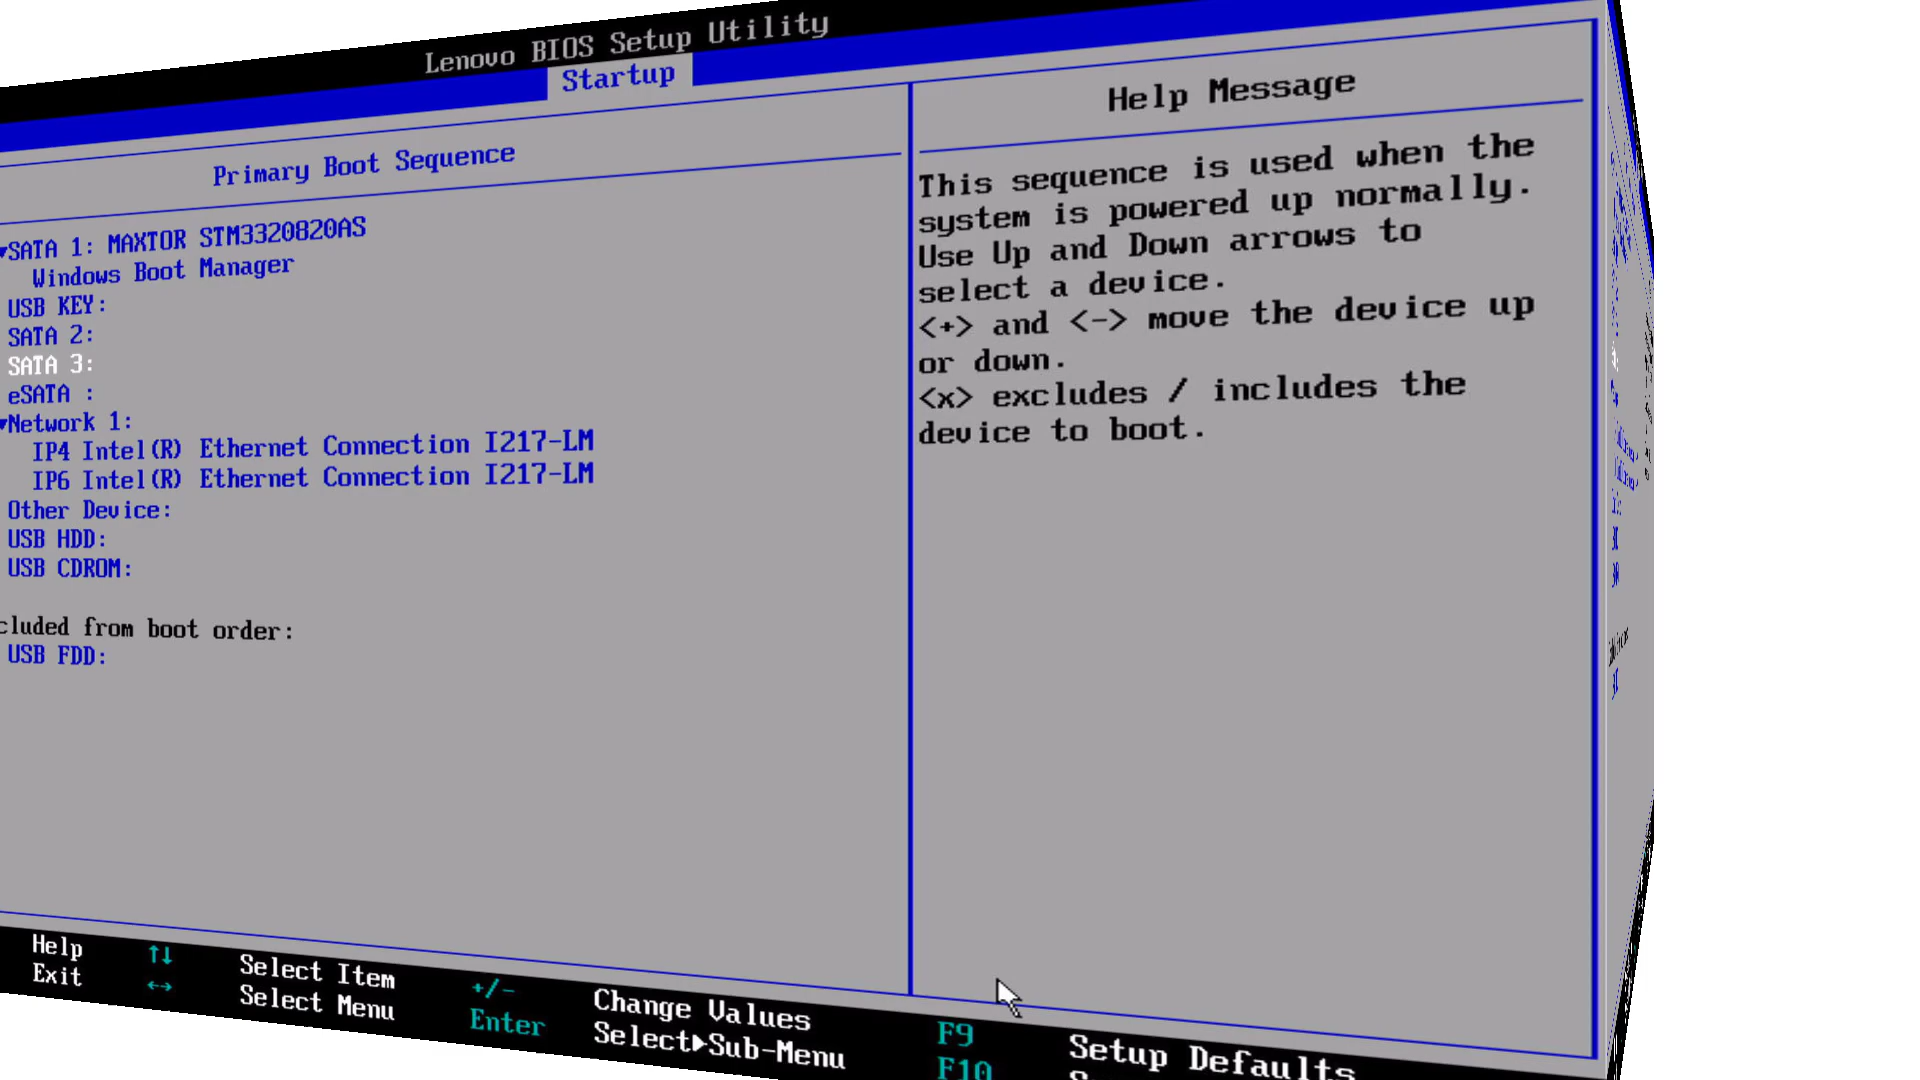 Lenovo BIOS Setup Utility
Startup
Primary Boot Sequence
SATA 1: MAXTOR STM3320820AS
Windows Boot Manager
USB KEY:
SATA 2:
SATA 3:
eSATA :
Network 1:
IP4 Intel(R) Ethernet Connection I217-LM
IP6 Intel(R) Ethernet Connection I217-LM
Other Device:
USB HDD:
USB CDROM:
cluded from boot order:
USB FDD:
Help Message
This sequence is used when the
system is powered up normally.
Use Up and Down arrows to
select a device.
<+> and <-> move the device up
or down.
<x> excludes / includes the
device to boot.
Help ↑↓ Select Item +/- Change Values F9 Setup Defaults
Exit ↔ Select Menu Enter Select▶Sub-Menu F10